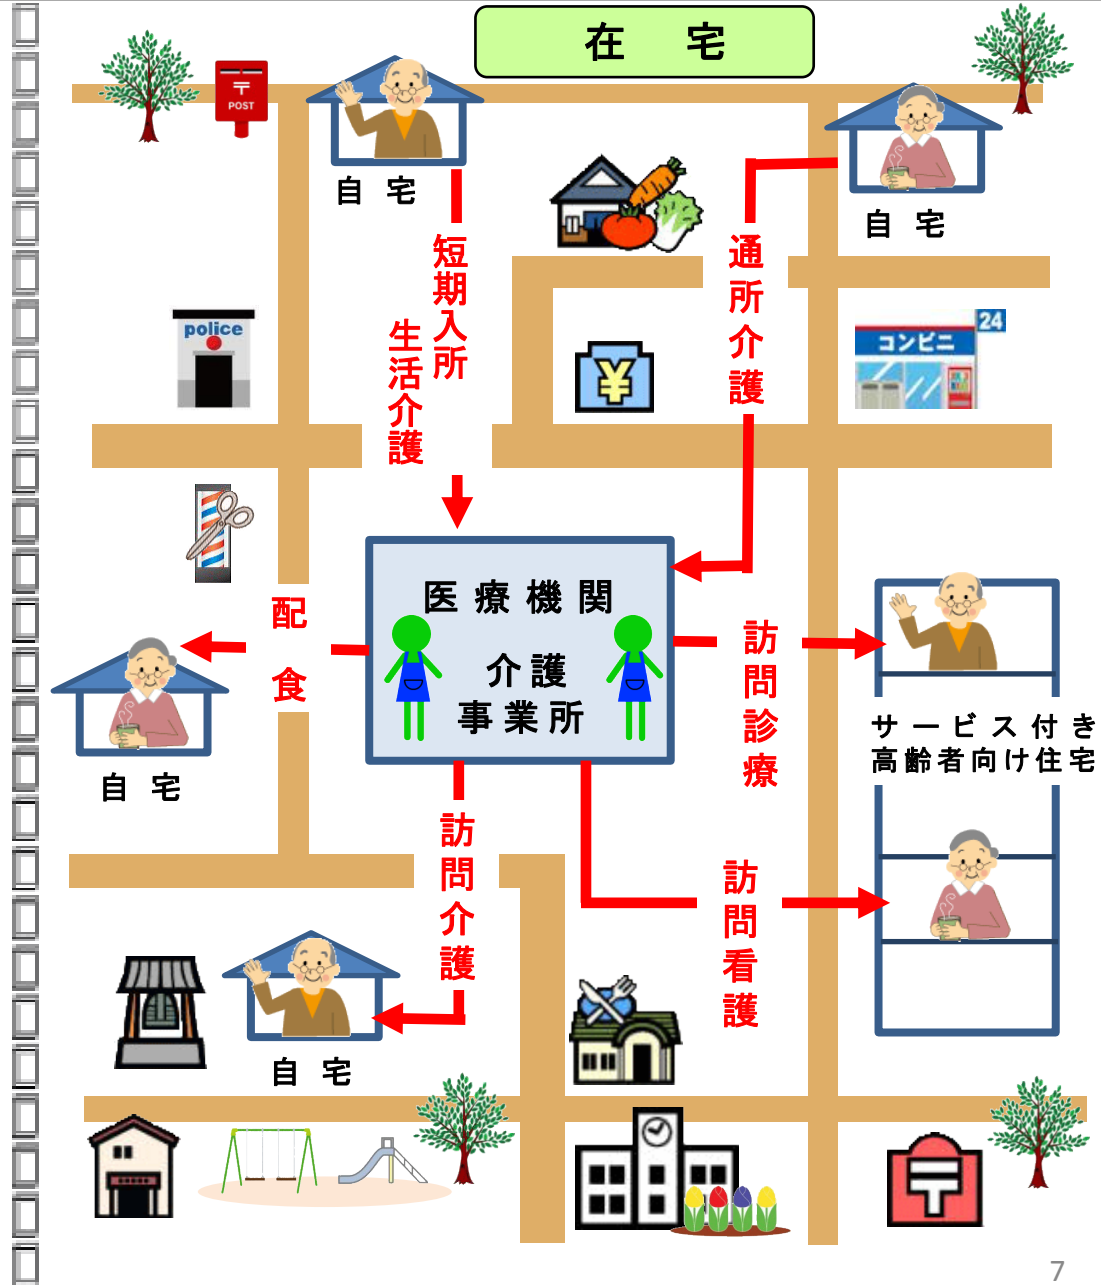 在 宅
〒
POST
自 宅
自 宅
短期入所
生活介護
通所介護
police
¥
24
コンビニ
医療機関
介護
事業所
配食
訪問診療
サービス付き
高齢者向け住宅
自 宅
訪問介護
訪問看護
自 宅
〒
7